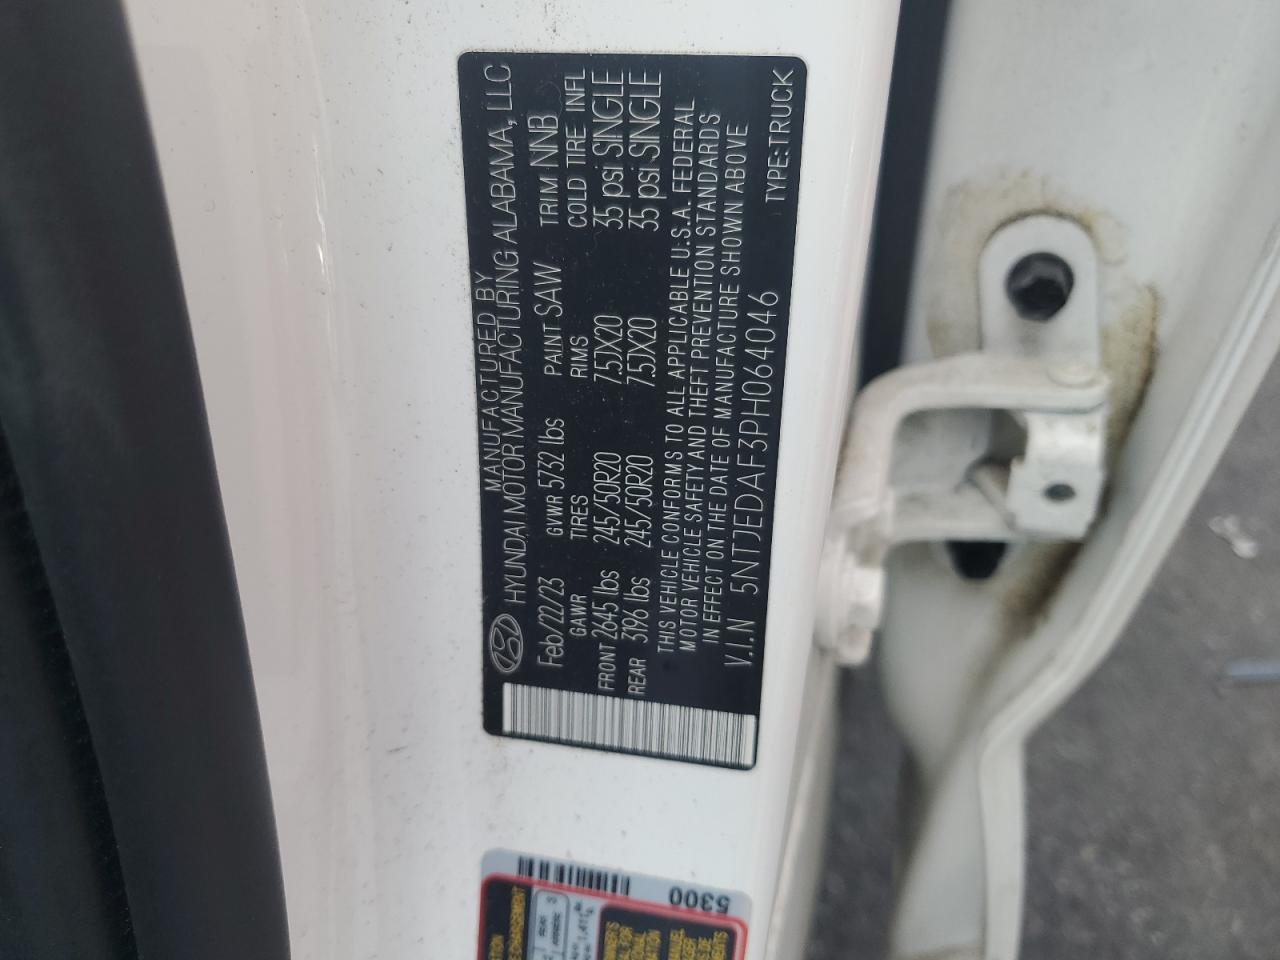 MANUFACTURED BY
HYUNDAI MOTOR MANUFACTURING ALABAMA, LLC
Feb/22/23 GVWR 5732 lbs PAINT SAW TRIM NNB
GAWR TIRES RIMS COLD TIRE INFL
FRONT 2645 lbs 245/50R20 7.5JX20 35 psi SINGLE
REAR 3196 lbs 245/50R20 7.5JX20 35 psi SINGLE
THIS VEHICLE CONFORMS TO ALL APPLICABLE U.S.A. FEDERAL
MOTOR VEHICLE SAFETY AND THEFT PREVENTION STANDARDS
IN EFFECT ON THE DATE OF MANUFACTURE SHOWN ABOVE
V.I.N 5NTJEDAF3PH064046 TYPE:TRUCK
5300